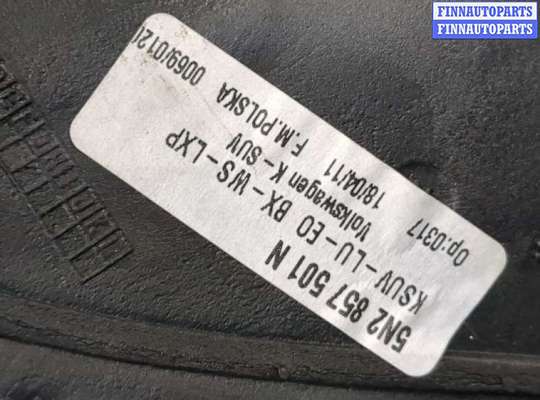 FINNAUTOPARTS
FINNAUTOPARTS
5N2 857 501 N
KSUV-LU-EO BX-WS-LXP
Volkswagen K-SUV
Op:0317 18/04/11 F.M.POLSKA 0069/012